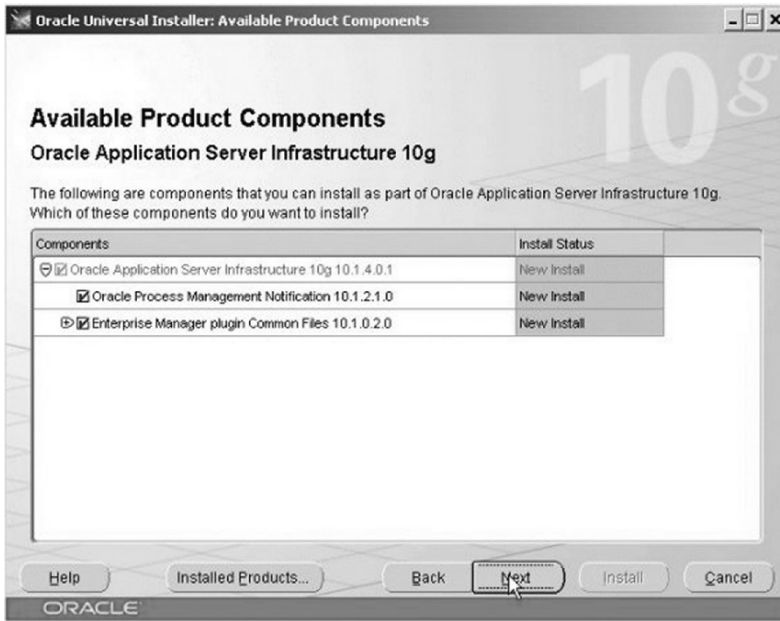 Oracle Universal Installer: Available Product Components
10g
Available Product Components
Oracle Application Server Infrastructure 10g
The following are components that you can install as part of Oracle Application Server Infrastructure 10g.
Which of these components do you want to install?
Components Install Status
Oracle Application Server Infrastructure 10g 10.1.4.0.1 New Install
Oracle Process Management Notification 10.1.2.1.0 New Install
Enterprise Manager plugin Common Files 10.1.0.2.0 New Install
Help Installed Products... Back Next Install Cancel
ORACLE